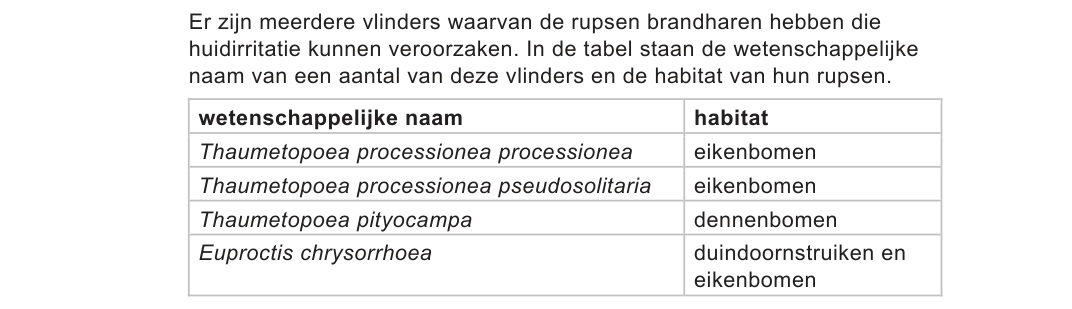 Er zijn meerdere vlinders waarvan de rupsen brandharen hebben die
huidirritatie kunnen veroorzaken. In de tabel staan de wetenschappelijke
naam van een aantal van deze vlinders en de habitat van hun rupsen.
wetenschappelijke naam habitat
Thaumetopoea processionea processionea eikenbomen
Thaumetopoea processionea pseudosolitaria eikenbomen
Thaumetopoea pityocampa dennenbomen
Euproctis chrysorrhoea duindoornstruiken en
eikenbomen